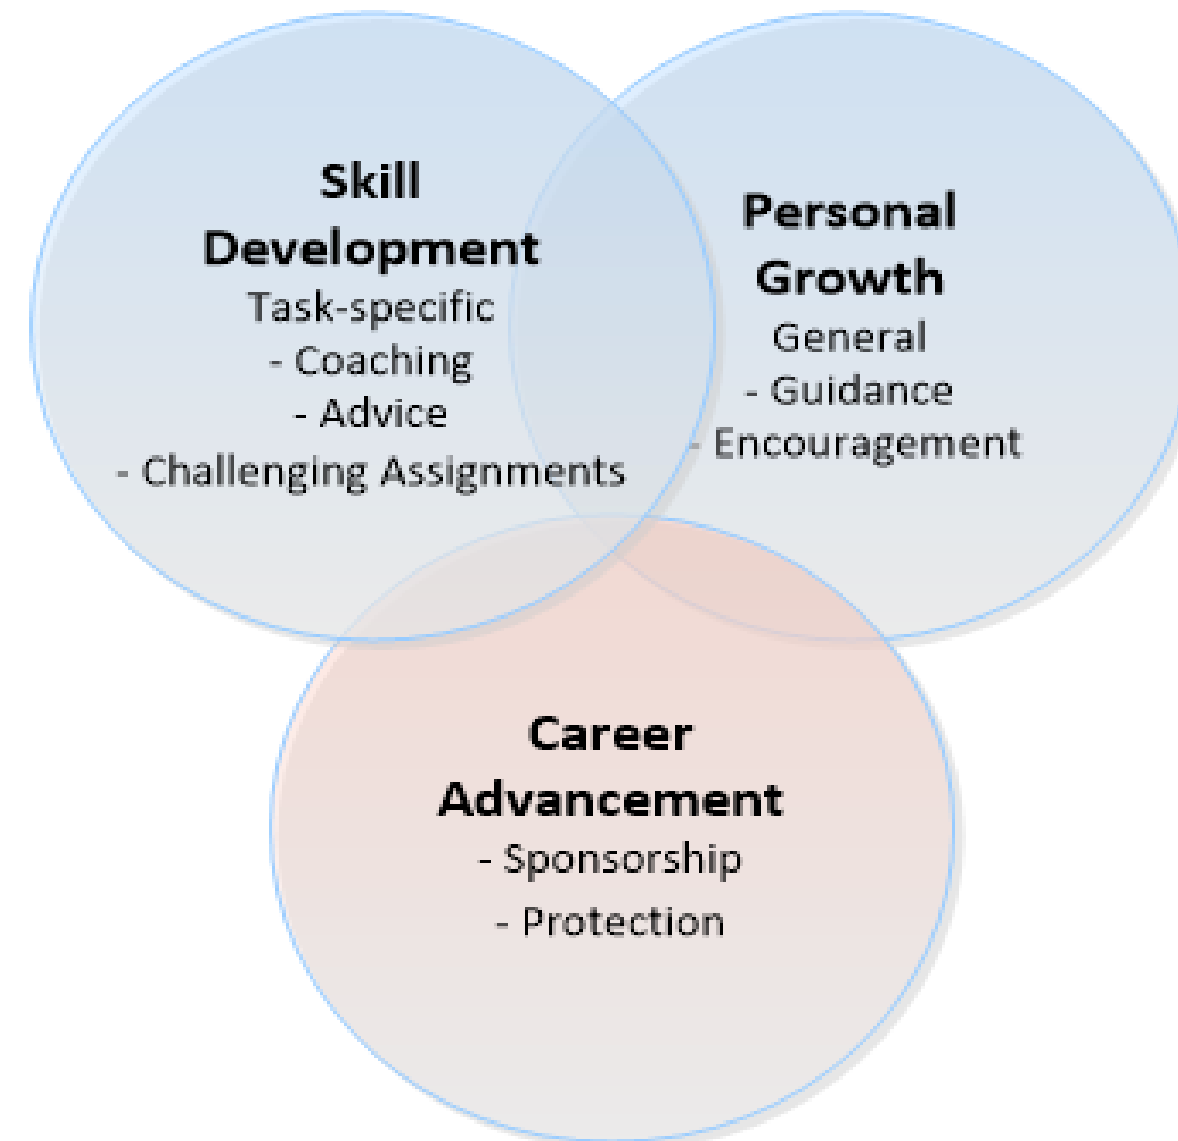 Skill
Development
Task-specific
- Coaching
- Advice
- Challenging Assignments
Personal
Growth
General
- Guidance
- Encouragement
Career
Advancement
- Sponsorship
- Protection